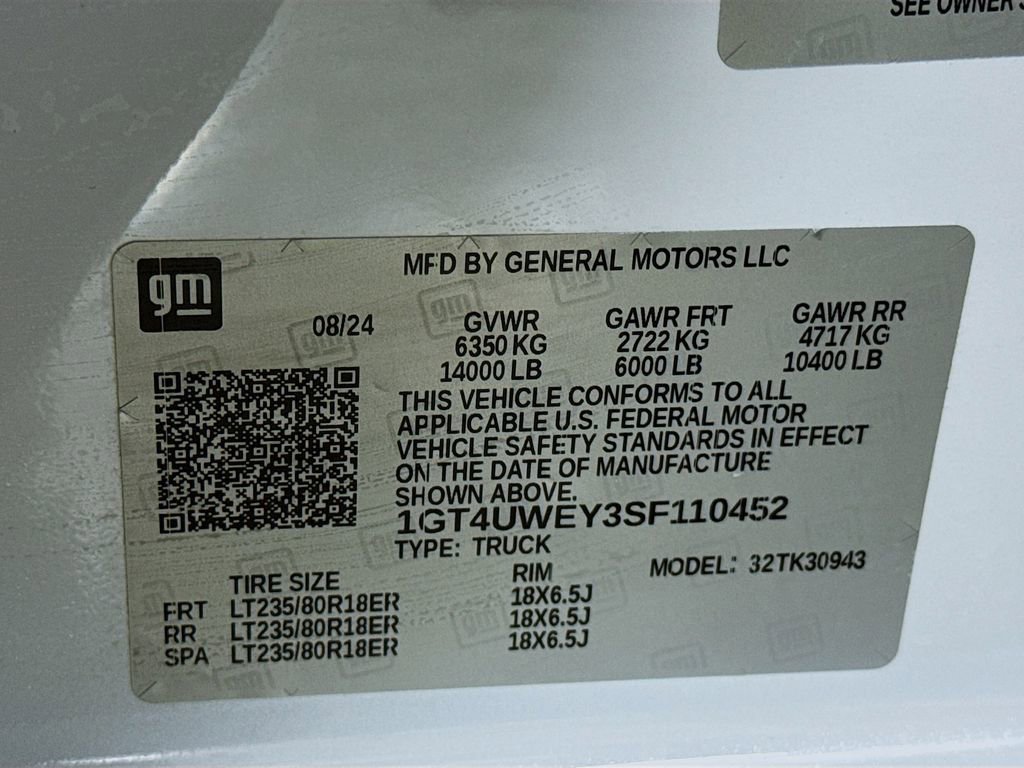 SEE OWNER'S
gm
MFD BY GENERAL MOTORS LLC
08/24 GVWR GAWR FRT GAWR RR
6350 KG 2722 KG 4717 KG
14000 LB 6000 LB 10400 LB
THIS VEHICLE CONFORMS TO ALL
APPLICABLE U.S. FEDERAL MOTOR
VEHICLE SAFETY STANDARDS IN EFFECT
ON THE DATE OF MANUFACTURE
SHOWN ABOVE.
1GT4UWEY3SF110452
TYPE: TRUCK MODEL: 32TK30943
TIRE SIZE RIM
FRT LT235/80R18ER 18X6.5J
RR LT235/80R18ER 18X6.5J
SPA LT235/80R18ER 18X6.5J